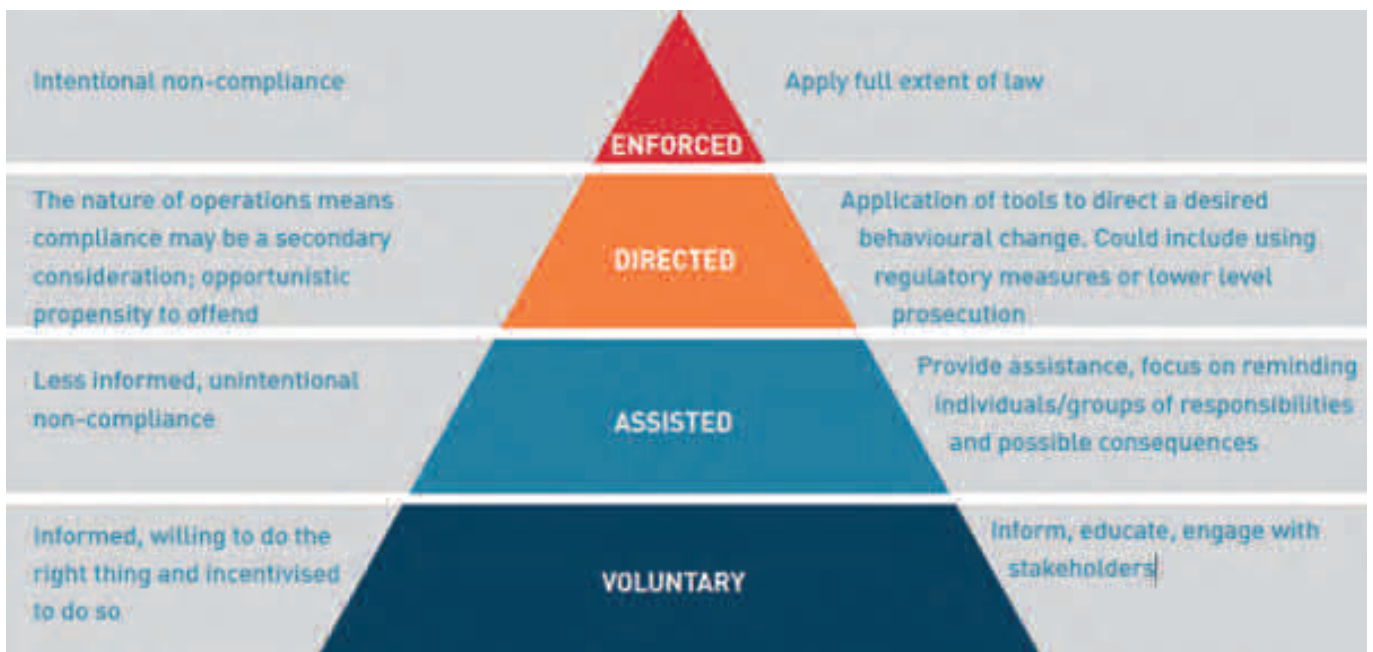 Intentional non-compliance
Apply full extent of law
ENFORCED
The nature of operations means
compliance may be a secondary
consideration; opportunistic
propensity to offend
DIRECTED
Application of tools to direct a desired
behavioural change. Could include using
regulatory measures or lower level
prosecution
Less informed, unintentional
non-compliance
ASSISTED
Provide assistance, focus on reminding
individuals/groups of responsibilities
and possible consequences
Informed, willing to do the
right thing and incentivised
to do so
VOLUNTARY
Inform, educate, engage with
stakeholders